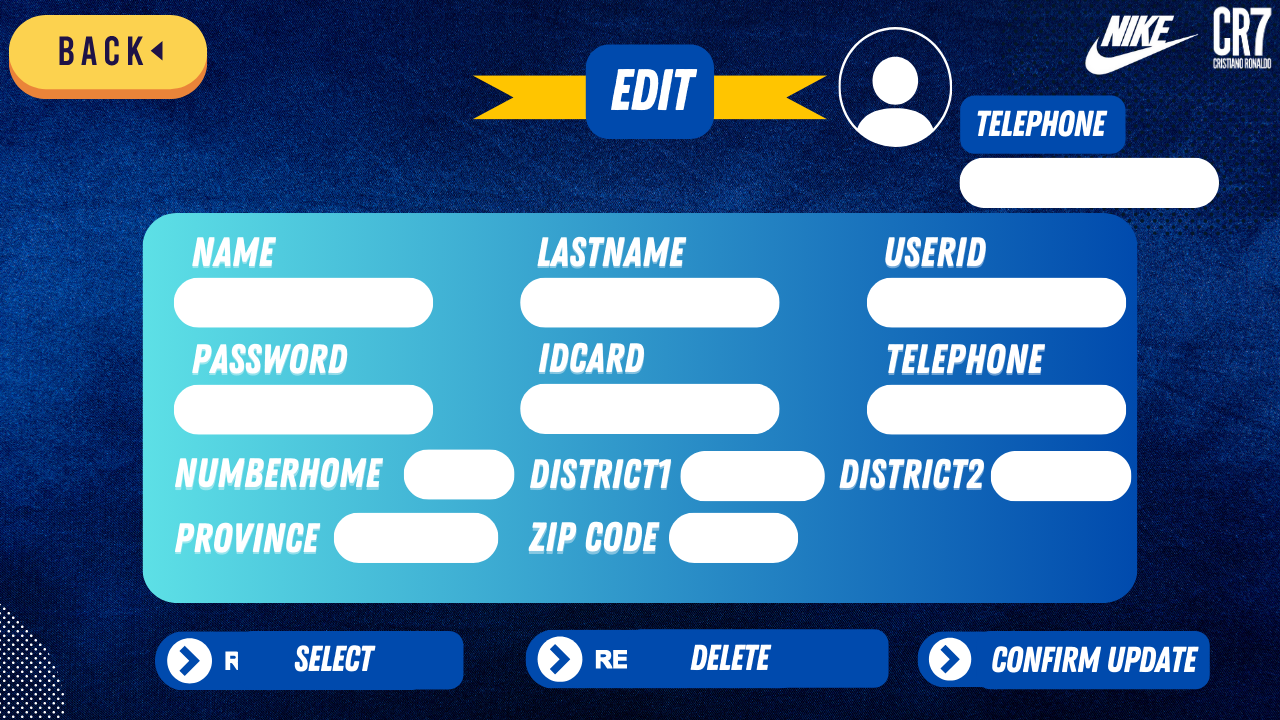 BACK
EDIT
NIKE
CR7
CRISTIANO RONALDO
TELEPHONE
NAME LASTNAME USERID
PASSWORD IDCARD TELEPHONE
NUMBERHOME DISTRICT1 DISTRICT2
PROVINCE ZIP CODE
R SELECT
RE DELETE
CONFIRM UPDATE